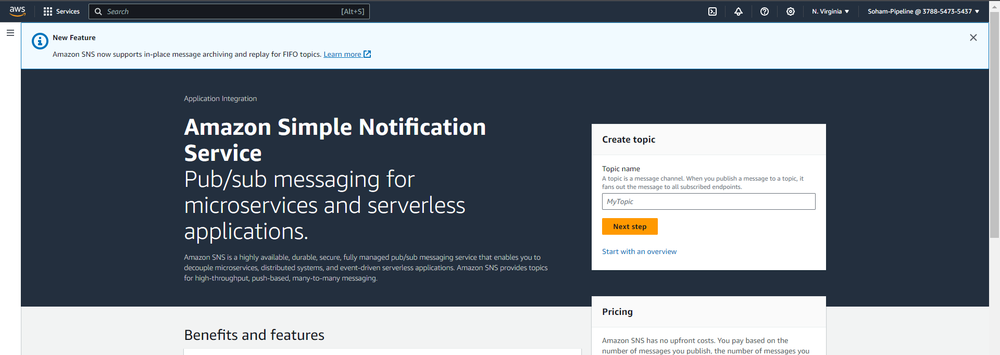 aws
Services
Search
[Alt+S]
N. Virginia
Soham-Pipeline @ 3788-5473-5437
New Feature
Amazon SNS now supports in-place message archiving and replay for FIFO topics. Learn more
Application Integration
Amazon Simple Notification
Service
Pub/sub messaging for
microservices and serverless
applications.
Amazon SNS is a highly available, durable, secure, fully managed pub/sub messaging service that enables you to
decouple microservices, distributed systems, and event-driven serverless applications. Amazon SNS provides topics
for high-throughput, push-based, many-to-many messaging.
Create topic
Topic name
A topic is a message channel. When you publish a message to a topic, it
fans out the message to all subscribed endpoints.
MyTopic
Next step
Start with an overview
Benefits and features
Pricing
Amazon SNS has no upfront costs. You pay based on the
number of messages you publish, the number of messages you